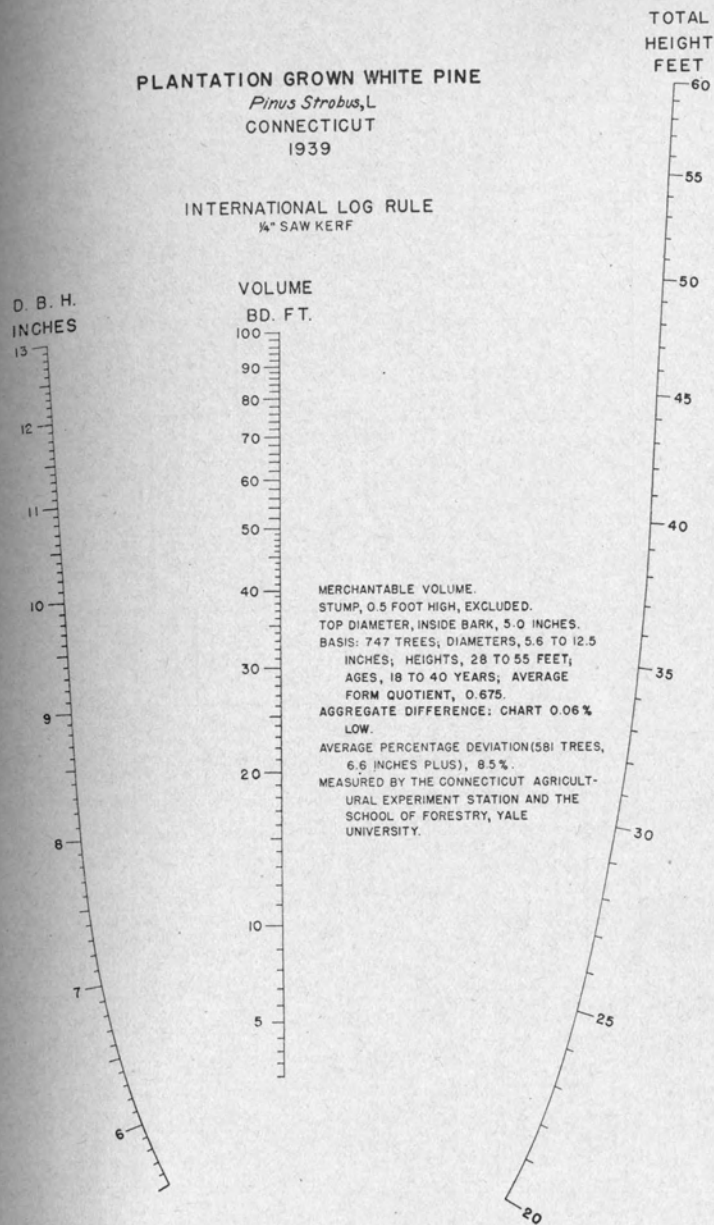 PLANTATION GROWN WHITE PINE
Pinus Strobus, L
CONNECTICUT
1939
INTERNATIONAL LOG RULE
¼" SAW KERF
D. B. H.
INCHES
13
12
11
10
9
8
7
6
VOLUME
BD. FT.
100
90
80
70
60
50
40
30
20
10
5
MERCHANTABLE VOLUME.
STUMP, 0.5 FOOT HIGH, EXCLUDED.
TOP DIAMETER, INSIDE BARK, 5.0 INCHES.
BASIS: 747 TREES; DIAMETERS, 5.6 TO 12.5
INCHES; HEIGHTS, 28 TO 55 FEET;
AGES, 18 TO 40 YEARS; AVERAGE
FORM QUOTIENT, 0.675.
AGGREGATE DIFFERENCE: CHART 0.06%
LOW.
AVERAGE PERCENTAGE DEVIATION (581 TREES,
6.6 INCHES PLUS), 8.5%.
MEASURED BY THE CONNECTICUT AGRICULT-
URAL EXPERIMENT STATION AND THE
SCHOOL OF FORESTRY, YALE
UNIVERSITY.
TOTAL
HEIGHT
FEET
60
55
50
45
40
35
30
25
20